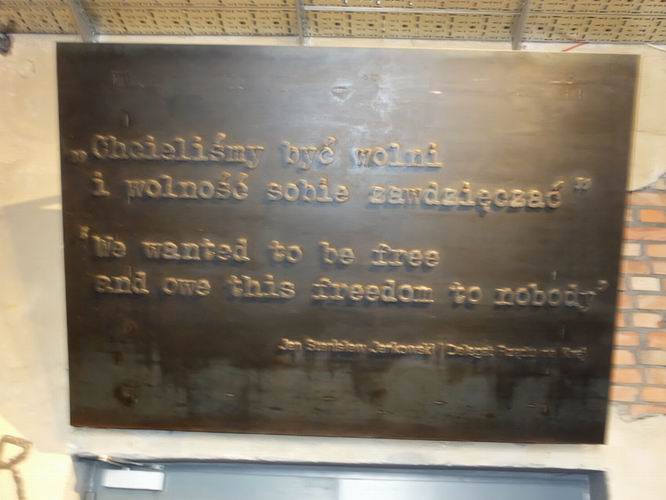 „Chcieliśmy być wolni
i wolność sobie zawdzięczać”
'We wanted to be free
and owe this freedom to nobody'
Jan Stanisław Jankowski | Delegat Rządu na Kraj